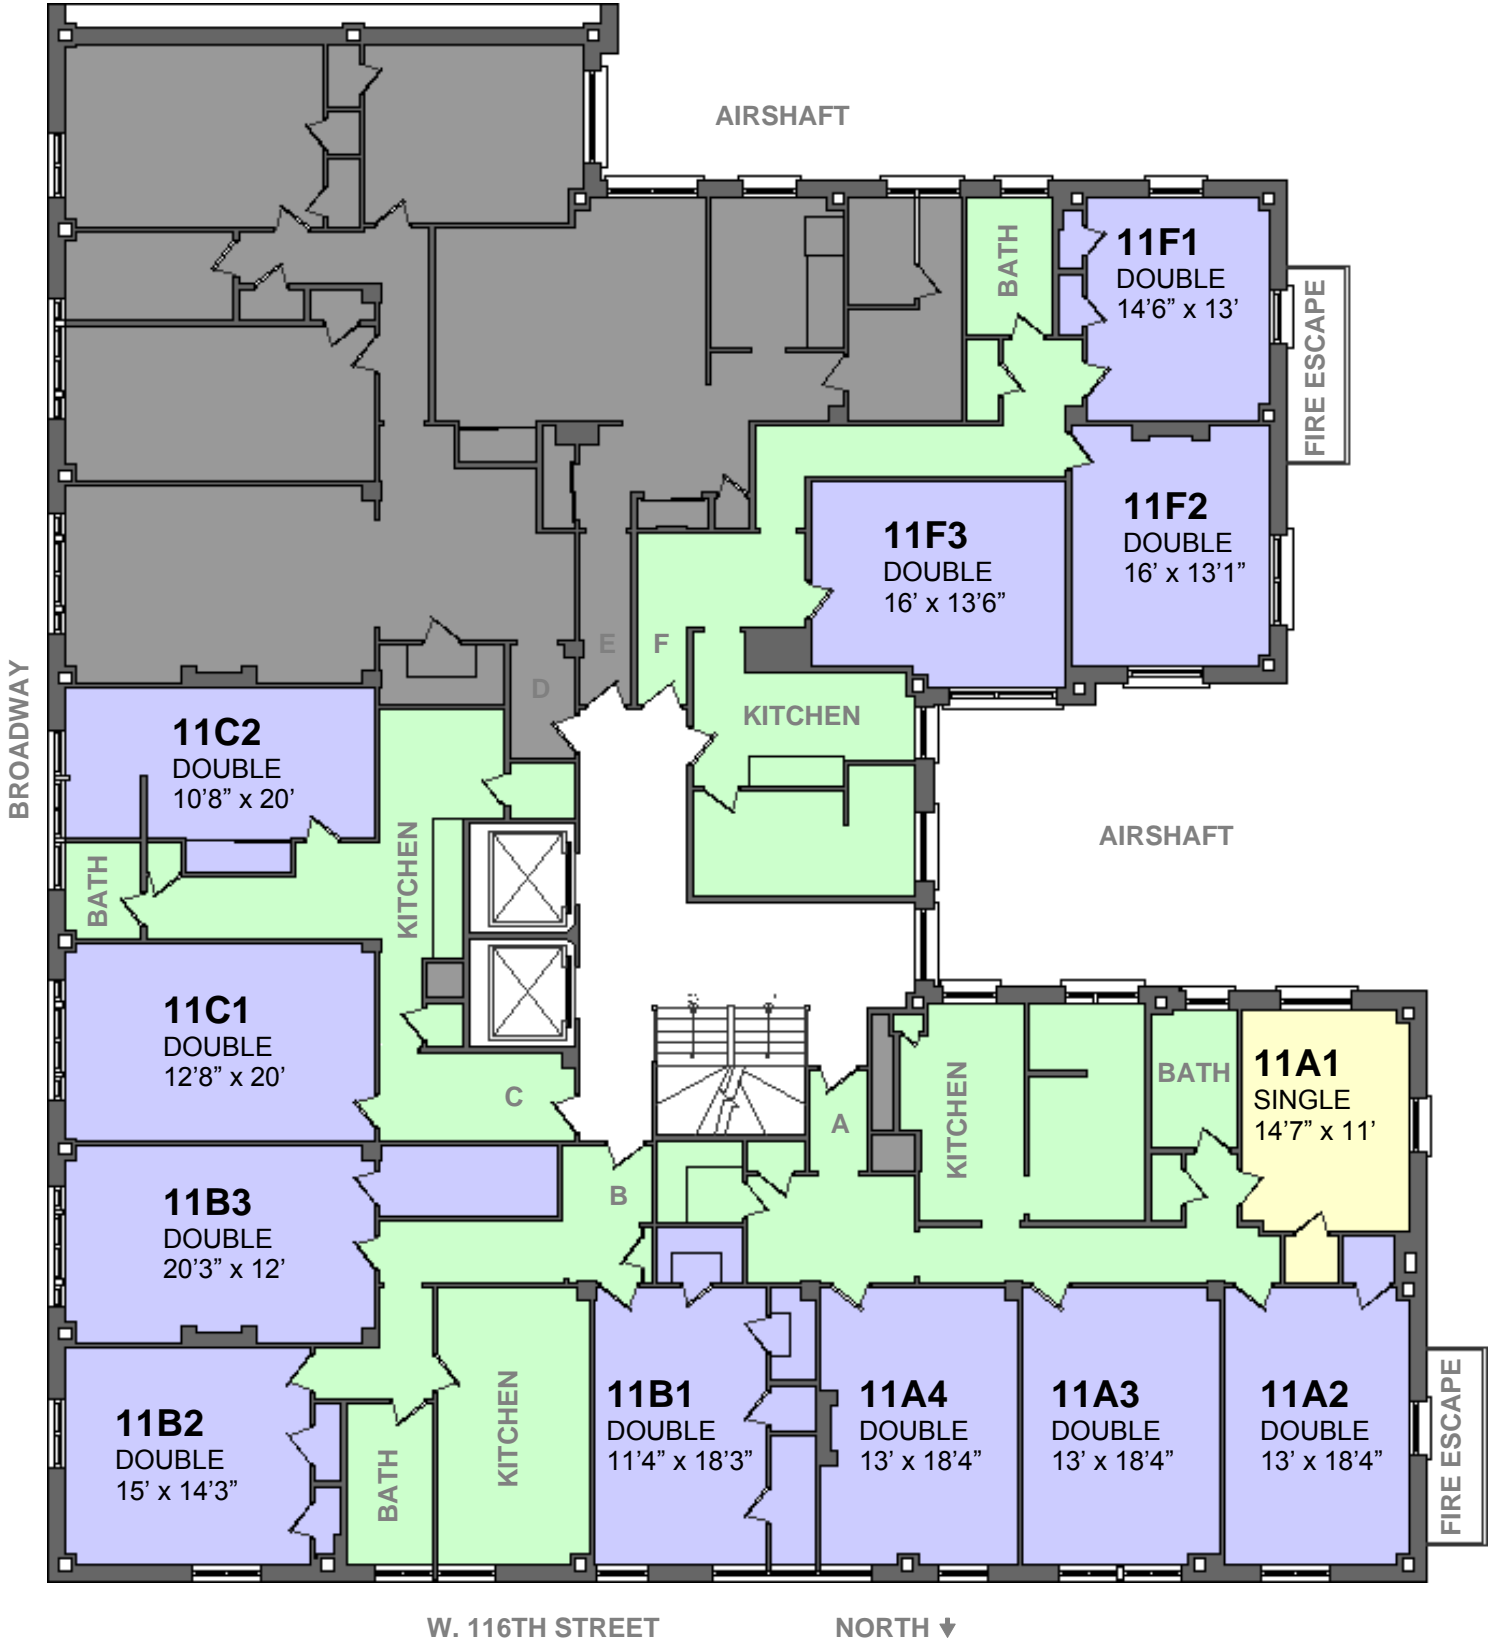 AIRSHAFT
BATH
11F1
DOUBLE
14'6" x 13'
FIRE ESCAPE
11F2
DOUBLE
16' x 13'1"
11F3
DOUBLE
16' x 13'6"
E
F
D
BROADWAY
11C2
DOUBLE
10'8" x 20'
KITCHEN
KITCHEN
BATH
AIRSHAFT
11C1
DOUBLE
12'8" x 20'
C
A
KITCHEN
BATH
11A1
SINGLE
14'7" x 11'
B
11B3
DOUBLE
20'3" x 12'
11B2
DOUBLE
15' x 14'3"
BATH
KITCHEN
11B1
DOUBLE
11'4" x 18'3"
11A4
DOUBLE
13' x 18'4"
11A3
DOUBLE
13' x 18'4"
11A2
DOUBLE
13' x 18'4"
FIRE ESCAPE
W. 116TH STREET
NORTH